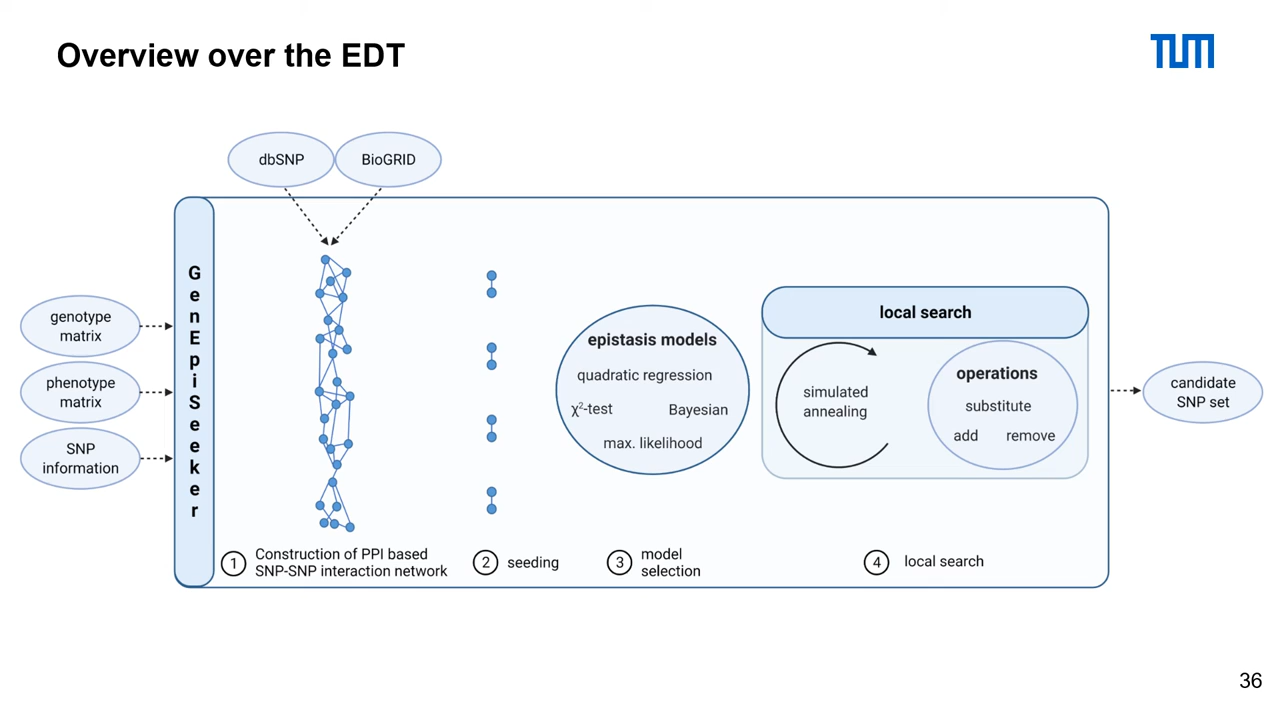 Overview over the EDT
TUM
dbSNP
BioGRID
genotype
matrix
phenotype
matrix
SNP
information
GenEpiSeeker
epistasis models
quadratic regression
χ²-test
Bayesian
max. likelihood
local search
simulated
annealing
operations
substitute
add
remove
candidate
SNP set
1
Construction of PPI based
SNP-SNP interaction network
2
seeding
3
model
selection
4
local search
36